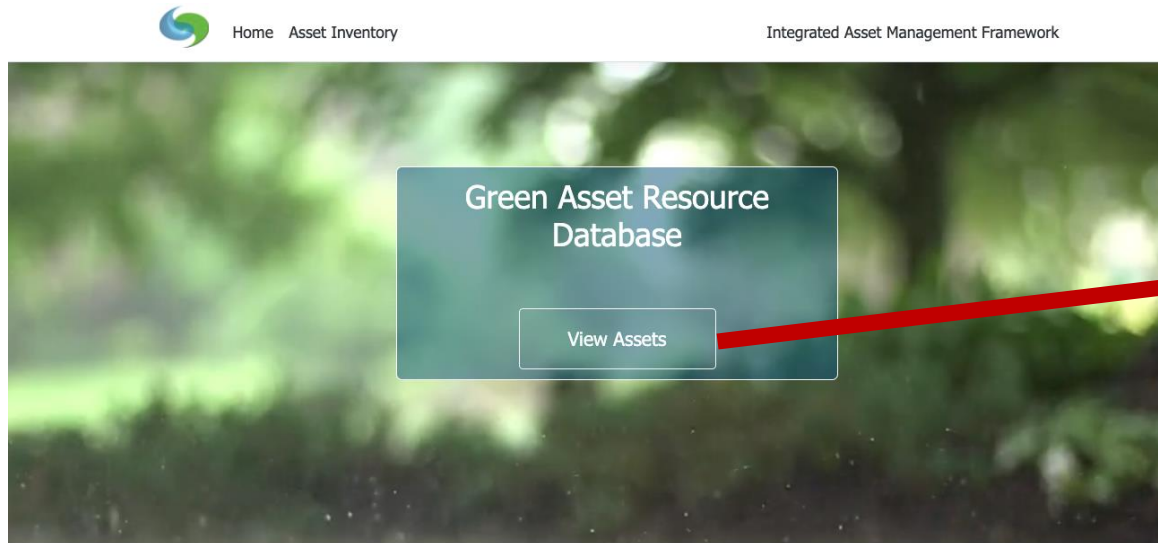 Home Asset Inventory Integrated Asset Management Framework
Green Asset Resource
Database
View Assets